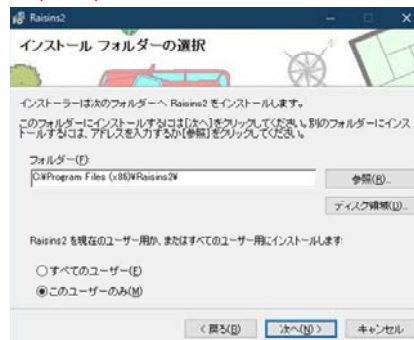 Raisins2
インストール フォルダーの選択
インストーラーは次のフォルダーへ Raisins2 をインストールします。
このフォルダーにインストールするには[次へ]をクリックしてください。別のフォルダーにインス
トールするには、アドレスを入力するか[参照]をクリックしてください。
フォルダー(F):
C:¥Program Files (x86)¥Raisins2¥
参照(R)...
ディスク領域(D)...
Raisins2 を現在のユーザー用か、またはすべてのユーザー用にインストールします:
すべてのユーザー(E)
このユーザーのみ(M)
< 戻る(B)
次へ(N) >
キャンセル